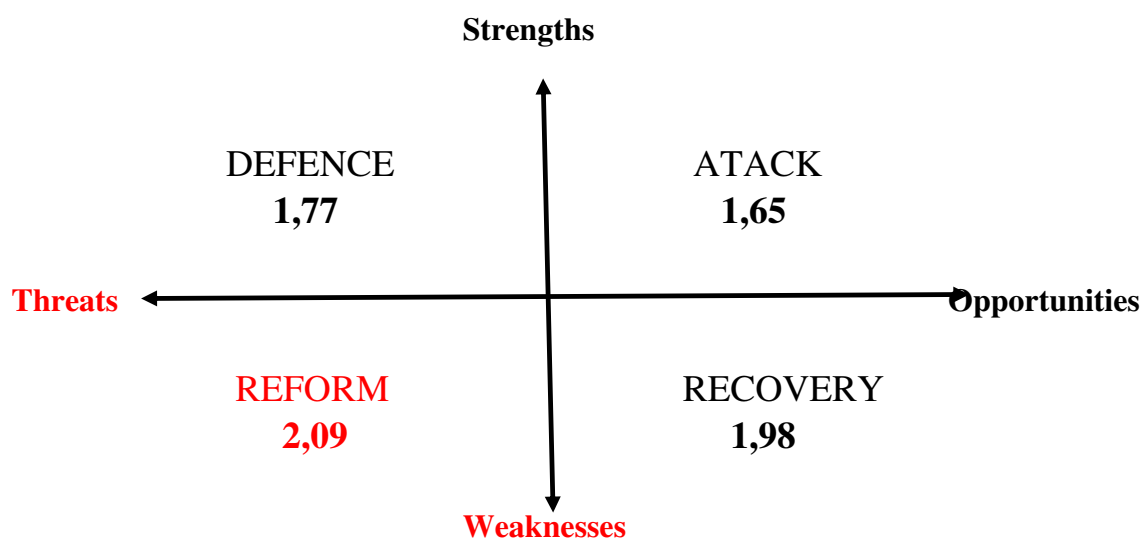 Strengths
DEFENCE
1,77
ATACK
1,65
Threats
Opportunities
REFORM
2,09
RECOVERY
1,98
Weaknesses